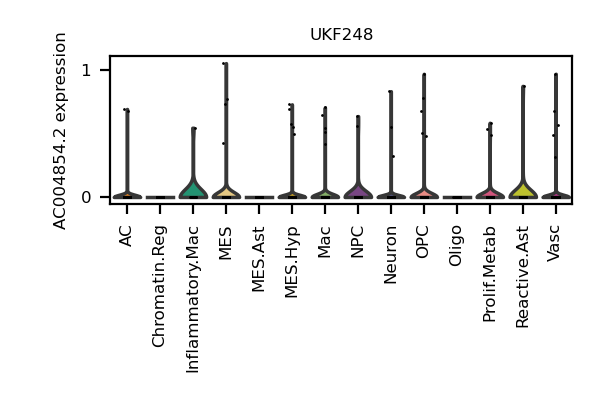 UKF248
AC004854.2 expression
1
0
AC
Chromatin.Reg
Inflammatory.Mac
MES
MES.Ast
MES.Hyp
Mac
NPC
Neuron
OPC
Oligo
Prolif.Metab
Reactive.Ast
Vasc